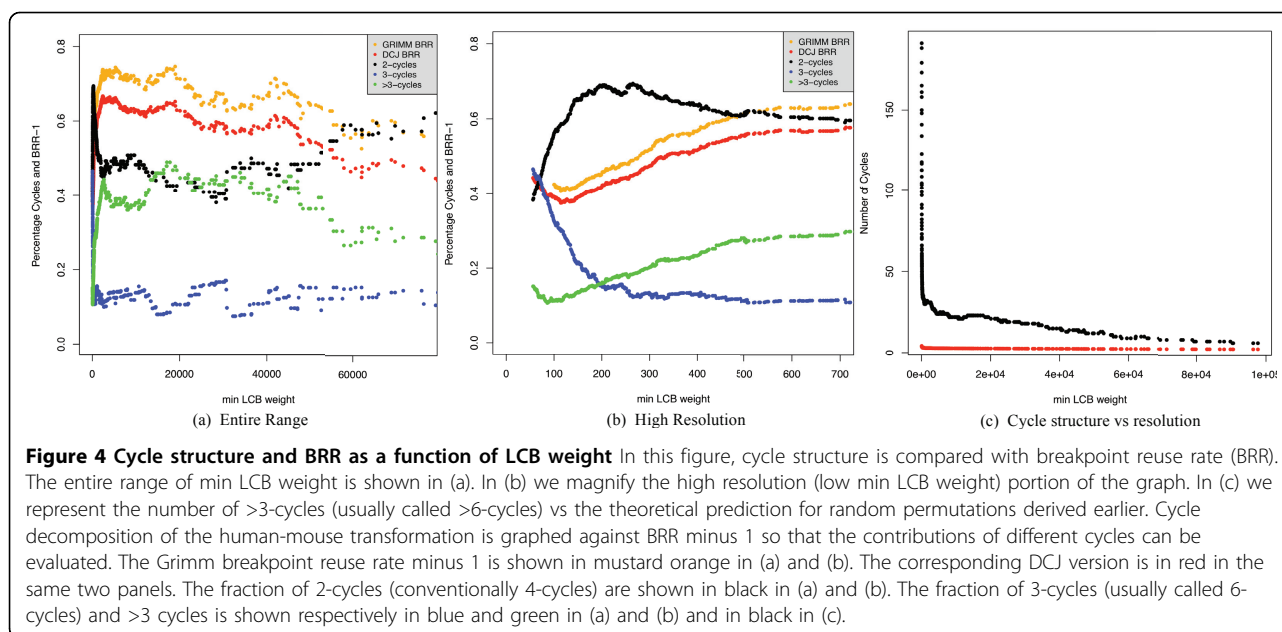 0.8
0.6
0.4
0.2
0.0
Percentage Cycles and BRR-1
GRIMM BRR
DCJ BRR
2-cycles
3-cycles
>3-cycles
0 20000 40000 60000
min LCB weight
(a) Entire Range
0.8
0.6
0.4
0.2
0.0
Percentage Cycles and BRR-1
GRIMM BRR
DCJ BRR
2-cycles
3-cycles
>3-cycles
0 100 200 300 400 500 600 700
min LCB weight
(b) High Resolution
150
100
50
0
Number of Cycles
0e+00 2e+04 4e+04 6e+04 8e+04 1e+05
min LCB weight
(c) Cycle structure vs resolution
Figure 4 Cycle structure and BRR as a function of LCB weight In this figure, cycle structure is compared with breakpoint reuse rate (BRR).
The entire range of min LCB weight is shown in (a). In (b) we magnify the high resolution (low min LCB weight) portion of the graph. In (c) we
represent the number of >3-cycles (usually called >6-cycles) vs the theoretical prediction for random permutations derived earlier. Cycle
decomposition of the human-mouse transformation is graphed against BRR minus 1 so that the contributions of different cycles can be
evaluated. The Grimm breakpoint reuse rate minus 1 is shown in mustard orange in (a) and (b). The corresponding DCJ version is in red in the
same two panels. The fraction of 2-cycles (conventionally 4-cycles) are shown in black in (a) and (b). The fraction of 3-cycles (usually called 6-
cycles) and >3 cycles is shown respectively in blue and green in (a) and (b) and in black in (c).